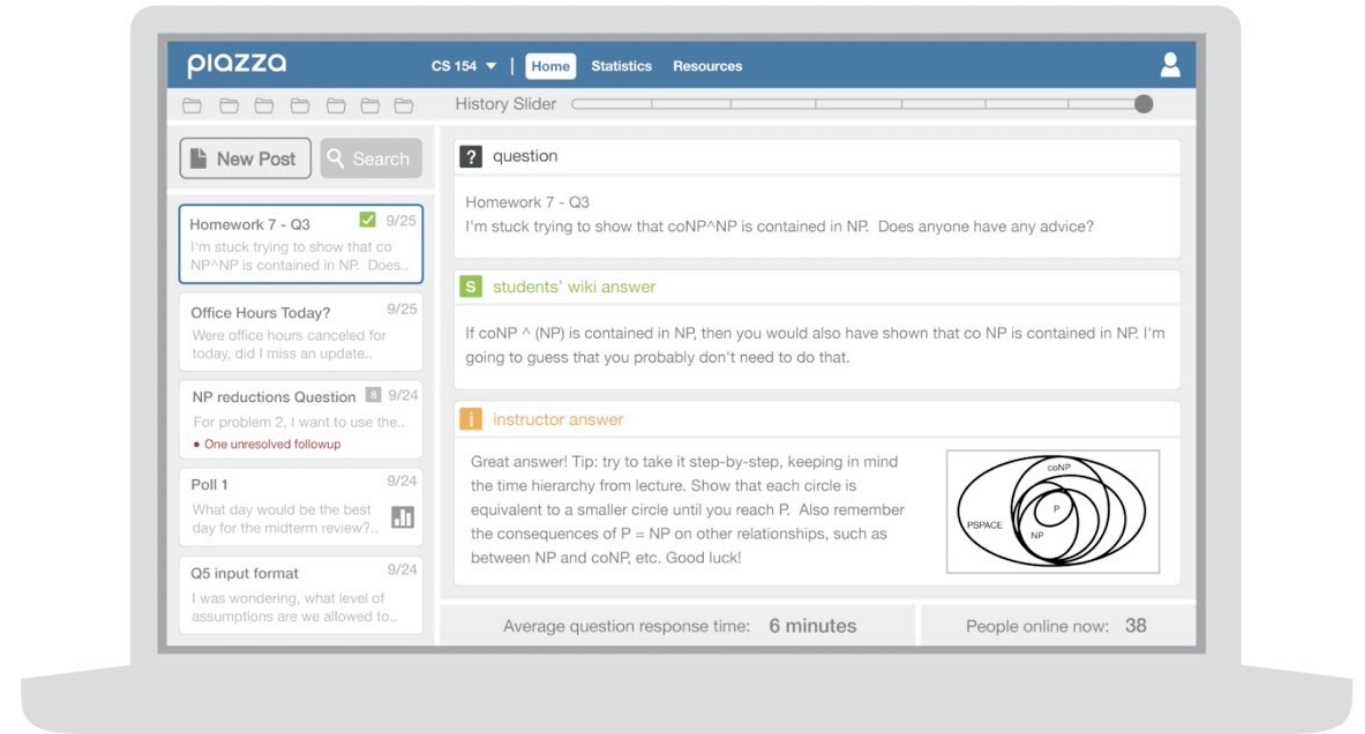 piazza
CS 154 | Home Statistics Resources
History Slider
New Post
Search
Homework 7 - Q3 9/25
I'm stuck trying to show that co
NP^NP is contained in NP. Does..
Office Hours Today? 9/25
Were office hours canceled for
today, did I miss an update..
NP reductions Question 8 9/24
For problem 2, I want to use the..
• One unresolved followup
Poll 1 9/24
What day would be the best
day for the midterm review?..
Q5 input format 9/24
I was wondering, what level of
assumptions are we allowed to..
? question
Homework 7 - Q3
I'm stuck trying to show that coNP^NP is contained in NP. Does anyone have any advice?
S students' wiki answer
If coNP ^ (NP) is contained in NP, then you would also have shown that co NP is contained in NP. I'm
going to guess that you probably don't need to do that.
i instructor answer
Great answer! Tip: try to take it step-by-step, keeping in mind
the time hierarchy from lecture. Show that each circle is
equivalent to a smaller circle until you reach P. Also remember
the consequences of P = NP on other relationships, such as
between NP and coNP, etc. Good luck!
coNP
P
PSPACE
NP
Average question response time: 6 minutes
People online now: 38